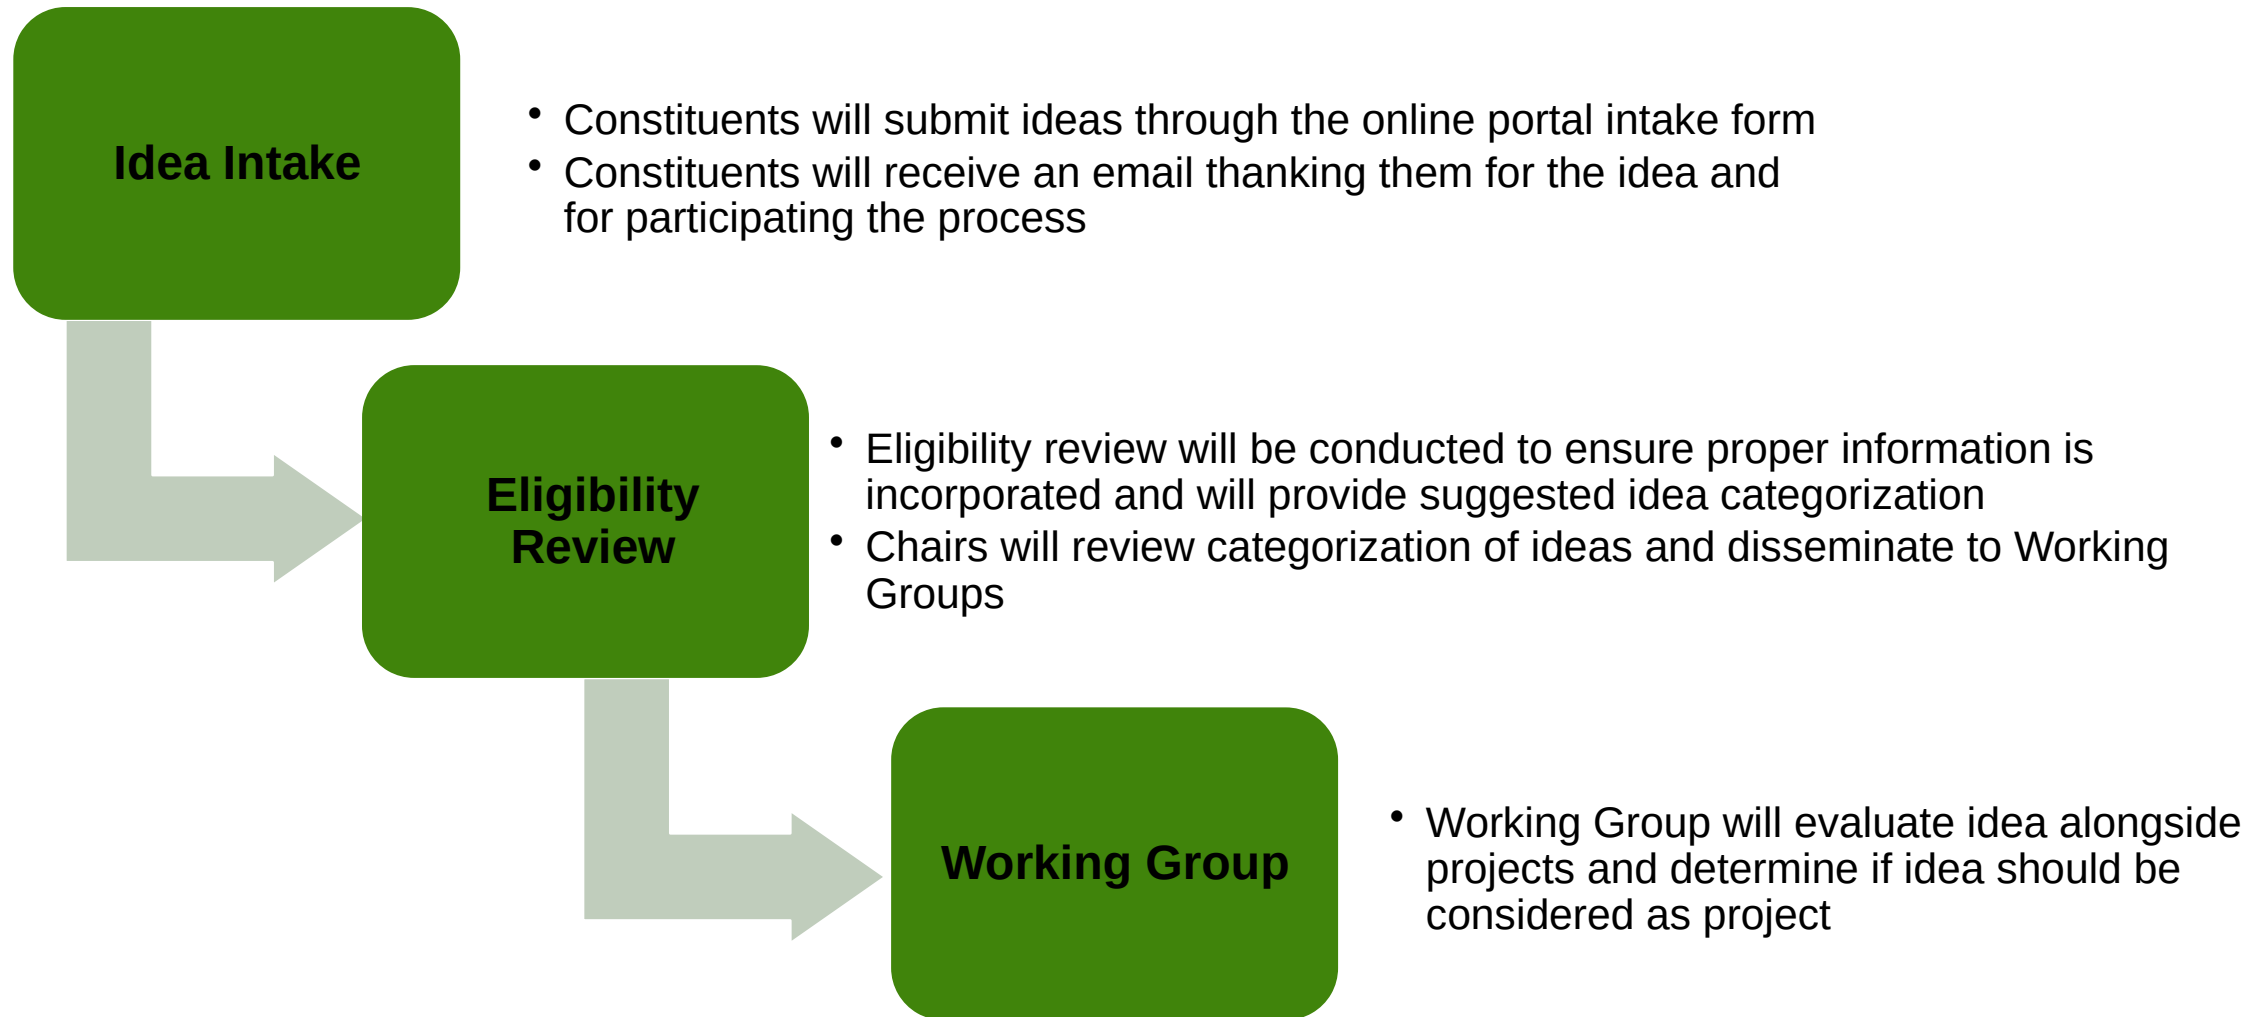 Idea Intake
• Constituents will submit ideas through the online portal intake form
• Constituents will receive an email thanking them for the idea and
for participating the process
Eligibility
Review
• Eligibility review will be conducted to ensure proper information is
incorporated and will provide suggested idea categorization
• Chairs will review categorization of ideas and disseminate to Working
Groups
Working Group
• Working Group will evaluate idea alongside
projects and determine if idea should be
considered as project